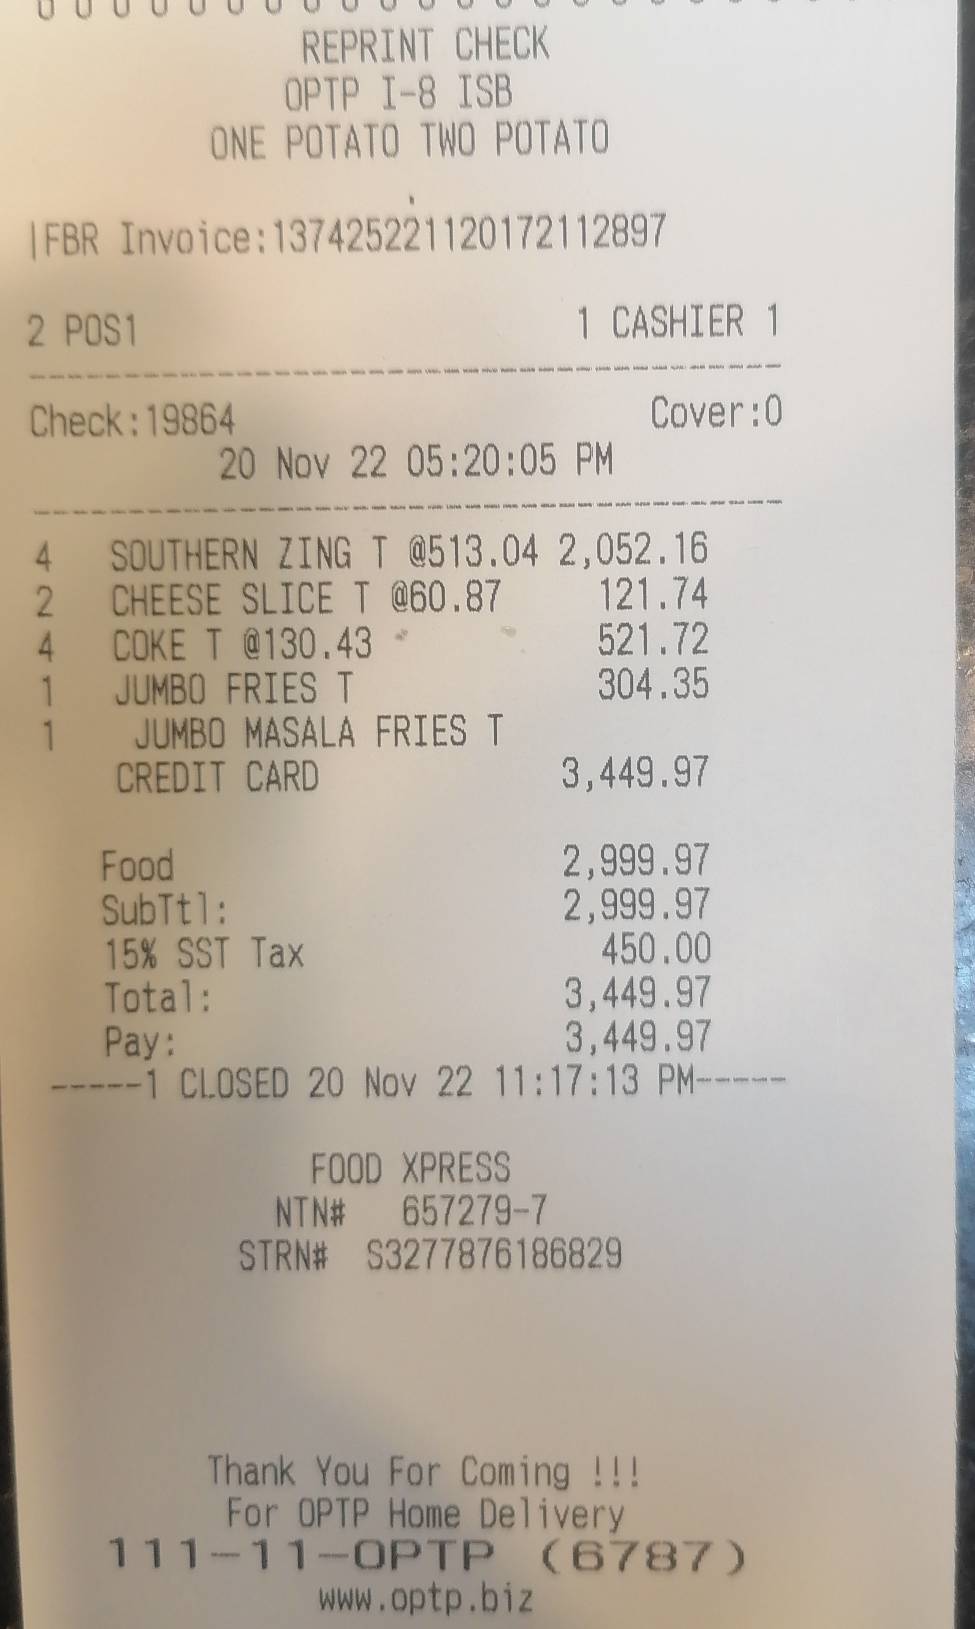 REPRINT CHECK
OPTP I-8 ISB
ONE POTATO TWO POTATO
|FBR Invoice:137425221120172112897
2 POS1 1 CASHIER 1
--------------------------------
Check:19864 Cover:0
20 Nov 22 05:20:05 PM
--------------------------------
4 SOUTHERN ZING T @513.04 2,052.16
2 CHEESE SLICE T @60.87 121.74
4 COKE T @130.43 521.72
1 JUMBO FRIES T 304.35
1 JUMBO MASALA FRIES T
CREDIT CARD 3,449.97
Food 2,999.97
SubTtl: 2,999.97
15% SST Tax 450.00
Total: 3,449.97
Pay: 3,449.97
-----1 CLOSED 20 Nov 22 11:17:13 PM-----
FOOD XPRESS
NTN# 657279-7
STRN# S3277876186829
Thank You For Coming !!!
For OPTP Home Delivery
111-11-OPTP (6787)
www.optp.biz